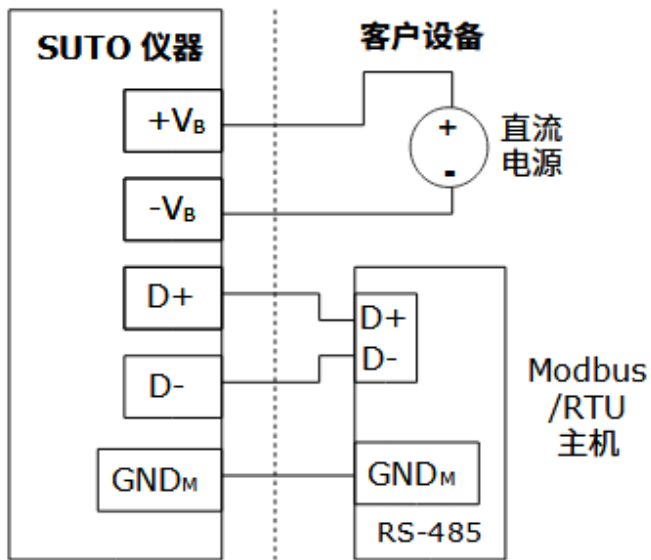 SUTO 仪器
客户设备
+VB
+
-
直流
电源
-VB
D+
D-
GNDM
D+
D-
GNDM
RS-485
Modbus
/RTU
主机